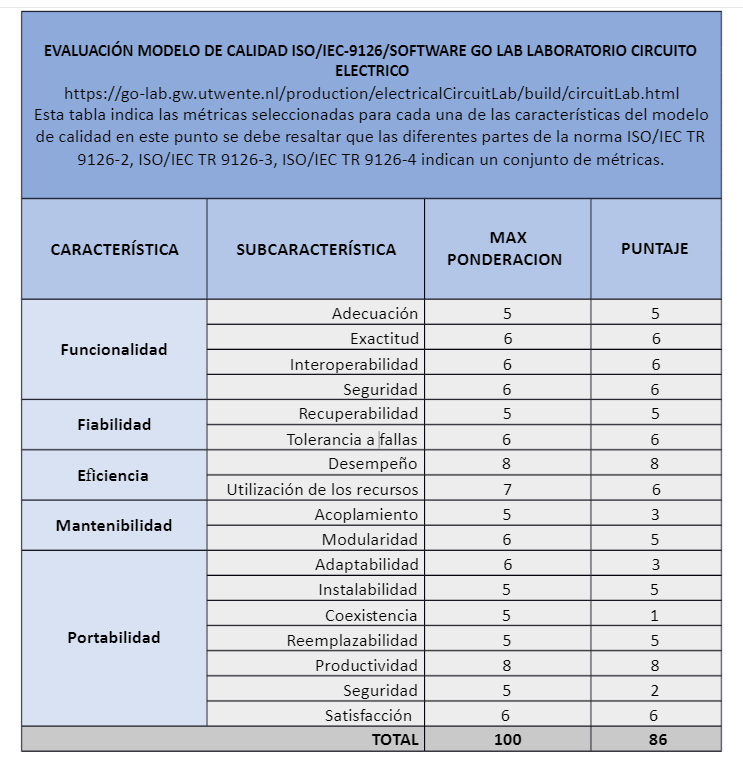 EVALUACIÓN MODELO DE CALIDAD ISO/IEC-9126/SOFTWARE GO LAB LABORATORIO CIRCUITO
ELECTRICO
https://go-lab.gw.utwente.nl/production/electricalCircuitLab/build/circuitLab.html
Esta tabla indica las métricas seleccionadas para cada una de las características del modelo
de calidad en este punto se debe resaltar que las diferentes partes de la norma ISO/IEC TR
9126-2, ISO/IEC TR 9126-3, ISO/IEC TR 9126-4 indican un conjunto de métricas.
CARACTERÍSTICA SUBCARACTERÍSTICA MAX PONDERACION PUNTAJE
Funcionalidad
Adecuación 5 5
Exactitud 6 6
Interoperabilidad 6 6
Seguridad 6 6
Fiabilidad
Recuperabilidad 5 5
Tolerancia a fallas 6 6
Eficiencia
Desempeño 8 8
Utilización de los recursos 7 6
Mantenibilidad
Acoplamiento 5 3
Modularidad 6 5
Portabilidad
Adaptabilidad 6 3
Instalabilidad 5 5
Coexistencia 5 1
Reemplazabilidad 5 5
Productividad 8 8
Seguridad 5 2
Satisfacción 6 6
TOTAL 100 86